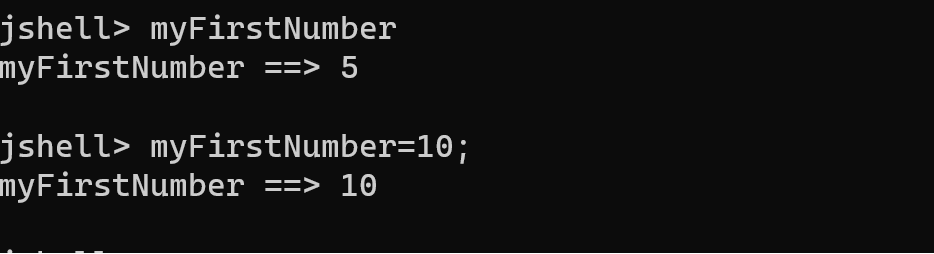 jshell> myFirstNumber
myFirstNumber ==> 5
jshell> myFirstNumber=10;
myFirstNumber ==> 10